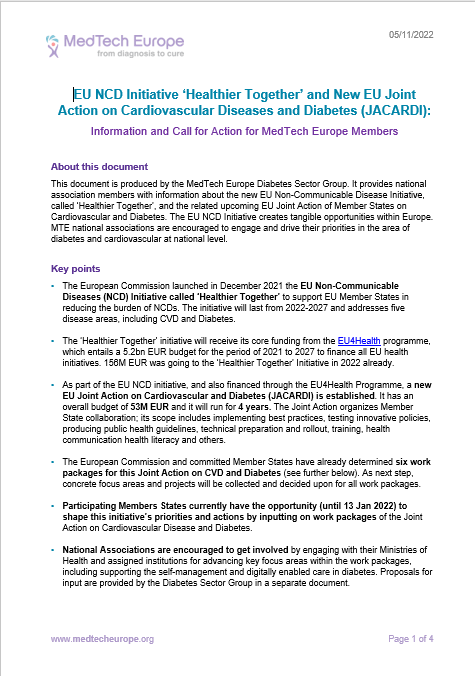 MedTech Europe
from diagnosis to cure
05/11/2022
EU NCD Initiative ‘Healthier Together’ and New EU Joint
Action on Cardiovascular Diseases and Diabetes (JACARDI):
Information and Call for Action for MedTech Europe Members
About this document
This document is produced by the MedTech Europe Diabetes Sector Group. It provides national
association members with information about the new EU Non-Communicable Disease Initiative,
called ‘Healthier Together’, and the related upcoming EU Joint Action of Member States on
Cardiovascular and Diabetes. The EU NCD Initiative creates tangible opportunities within Europe.
MTE national associations are encouraged to engage and drive their priorities in the area of
diabetes and cardiovascular at national level.
Key points
• The European Commission launched in December 2021 the EU Non-Communicable
Diseases (NCD) Initiative called ‘Healthier Together’ to support EU Member States in
reducing the burden of NCDs. The initiative will last from 2022-2027 and addresses five
disease areas, including CVD and Diabetes.
• The ‘Healthier Together’ initiative will receive its core funding from the EU4Health programme,
which entails a 5.2bn EUR budget for the period of 2021 to 2027 to finance all EU health
initiatives. 156M EUR was going to the ‘Healthier Together’ Initiative in 2022 already.
• As part of the EU NCD initiative, and also financed through the EU4Health Programme, a new
EU Joint Action on Cardiovascular and Diabetes (JACARDI) is established. It has an
overall budget of 53M EUR and it will run for 4 years. The Joint Action organizes Member
State collaboration; its scope includes implementing best practices, testing innovative policies,
producing public health guidelines, technical preparation and rollout, training, health
communication health literacy and others.
• The European Commission and committed Member States have already determined six work
packages for this Joint Action on CVD and Diabetes (see further below). As next step,
concrete focus areas and projects will be collected and decided upon for all work packages.
• Participating Members States currently have the opportunity (until 13 Jan 2022) to
shape this initiative’s priorities and actions by inputting on work packages of the Joint
Action on Cardiovascular Disease and Diabetes.
• National Associations are encouraged to get involved by engaging with their Ministries of
Health and assigned institutions for advancing key focus areas within the work packages,
including supporting the self-management and digitally enabled care in diabetes. Proposals for
input are provided by the Diabetes Sector Group in a separate document.
www.medtecheurope.org
Page 1 of 4